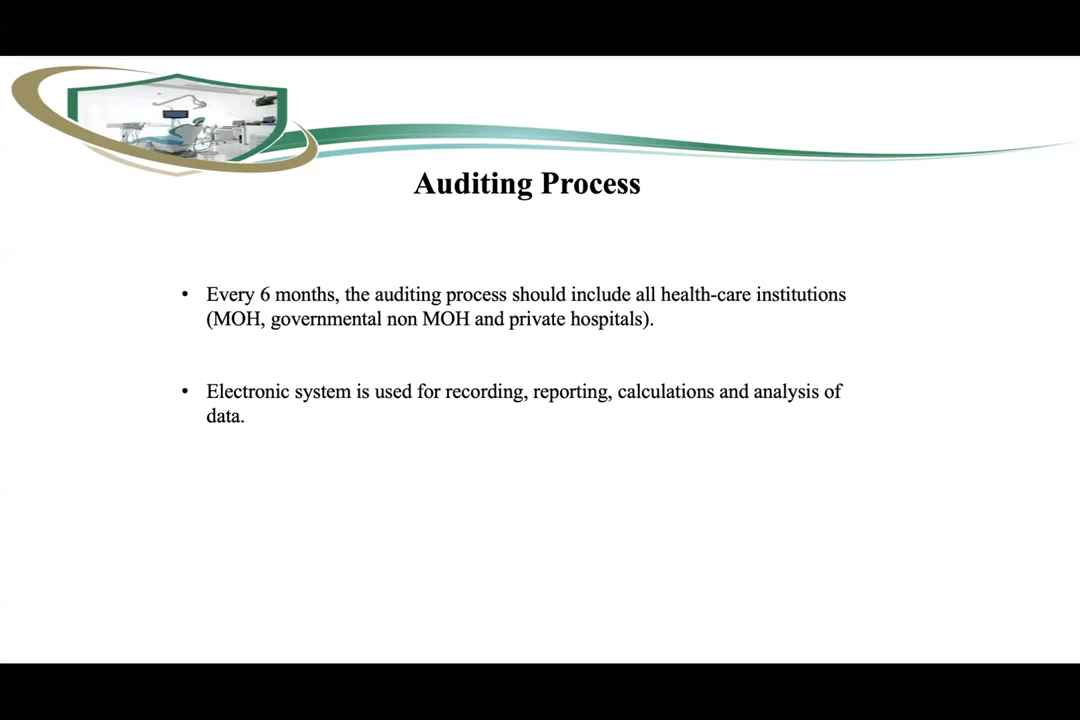 Auditing Process
• Every 6 months, the auditing process should include all health-care institutions
(MOH, governmental non MOH and private hospitals).
• Electronic system is used for recording, reporting, calculations and analysis of
data.